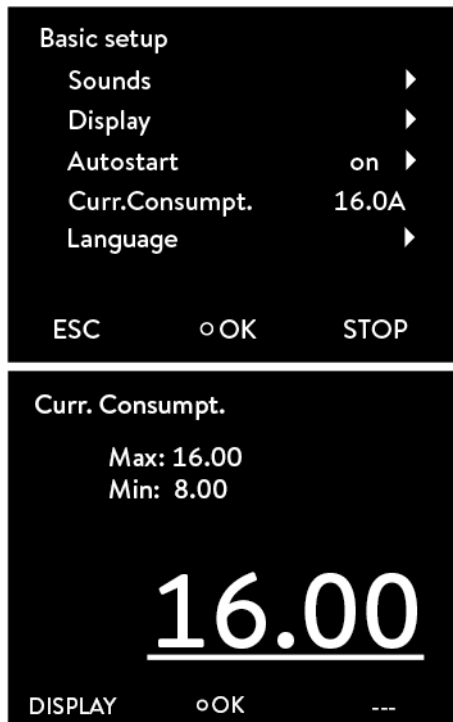 Basic setup
Sounds
Display
Autostart on
Curr.Consumpt. 16.0A
Language
ESC OK STOP
Curr. Consumpt.
Max: 16.00
Min: 8.00
16.00
DISPLAY OK ---